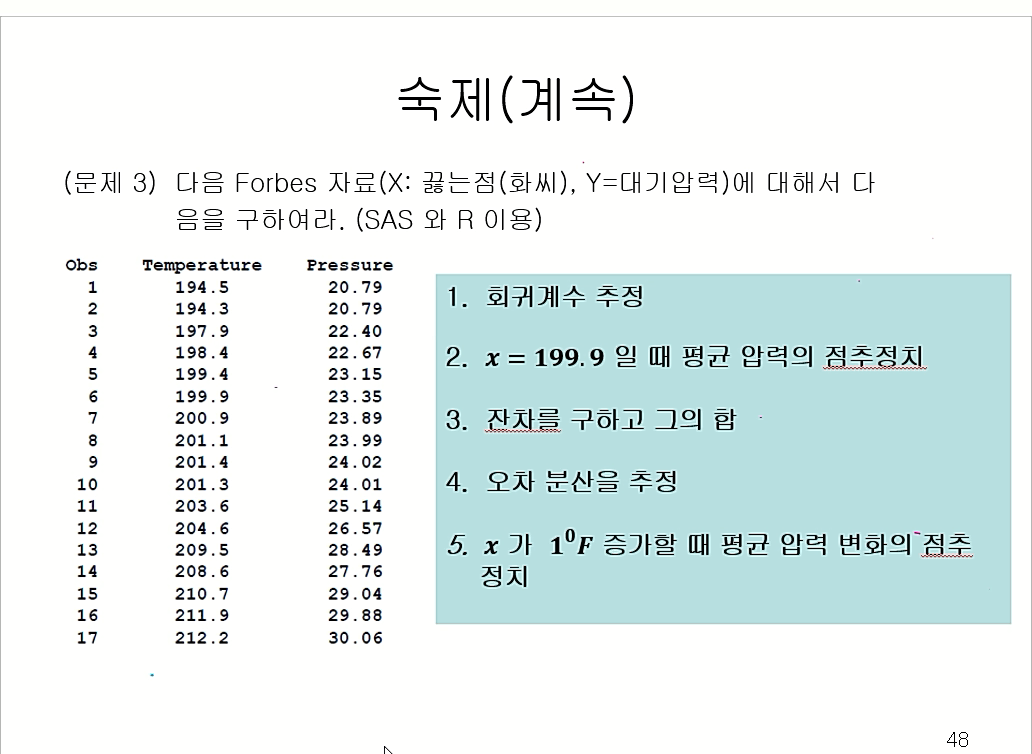 숙제(계속)
(문제 3) 다음 Forbes 자료(X: 끓는점(화씨), Y=대기압력)에 대해서 다
음을 구하여라. (SAS 와 R 이용)
Obs Temperature Pressure
1 194.5 20.79
2 194.3 20.79
3 197.9 22.40
4 198.4 22.67
5 199.4 23.15
6 199.9 23.35
7 200.9 23.89
8 201.1 23.99
9 201.4 24.02
10 201.3 24.01
11 203.6 25.14
12 204.6 26.57
13 209.5 28.49
14 208.6 27.76
15 210.7 29.04
16 211.9 29.88
17 212.2 30.06
1. 회귀계수 추정
2. x = 199.9 일 때 평균 압력의 점추정치
3. 잔차를 구하고 그의 합
4. 오차 분산을 추정
5. x 가 1⁰F 증가할 때 평균 압력 변화의 점추
정치
48